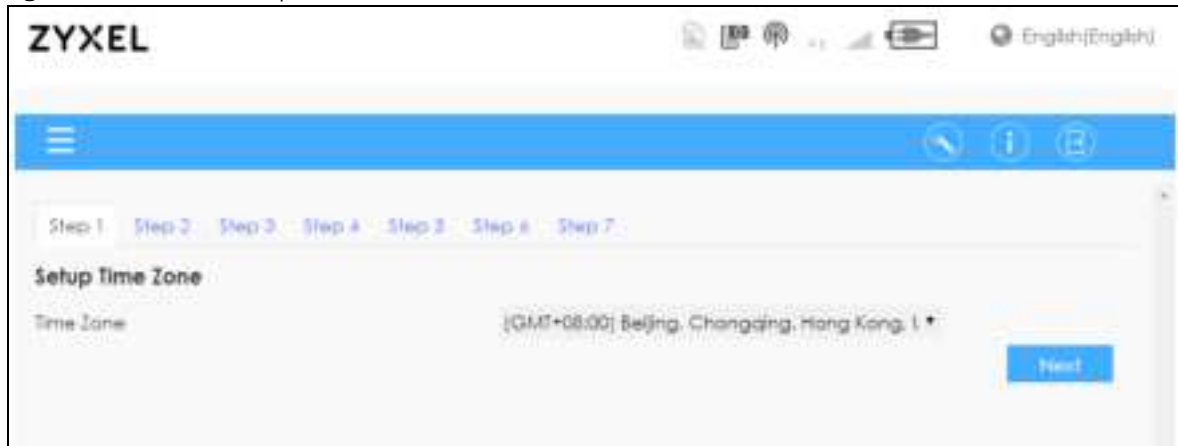 ZYXEL
English(English)
Step 1 Step 2 Step 3 Step 4 Step 5 Step 6 Step 7
Setup Time Zone
Time Zone
(GMT+08:00) Beijing, Chongqing, Hong Kong, U
Next